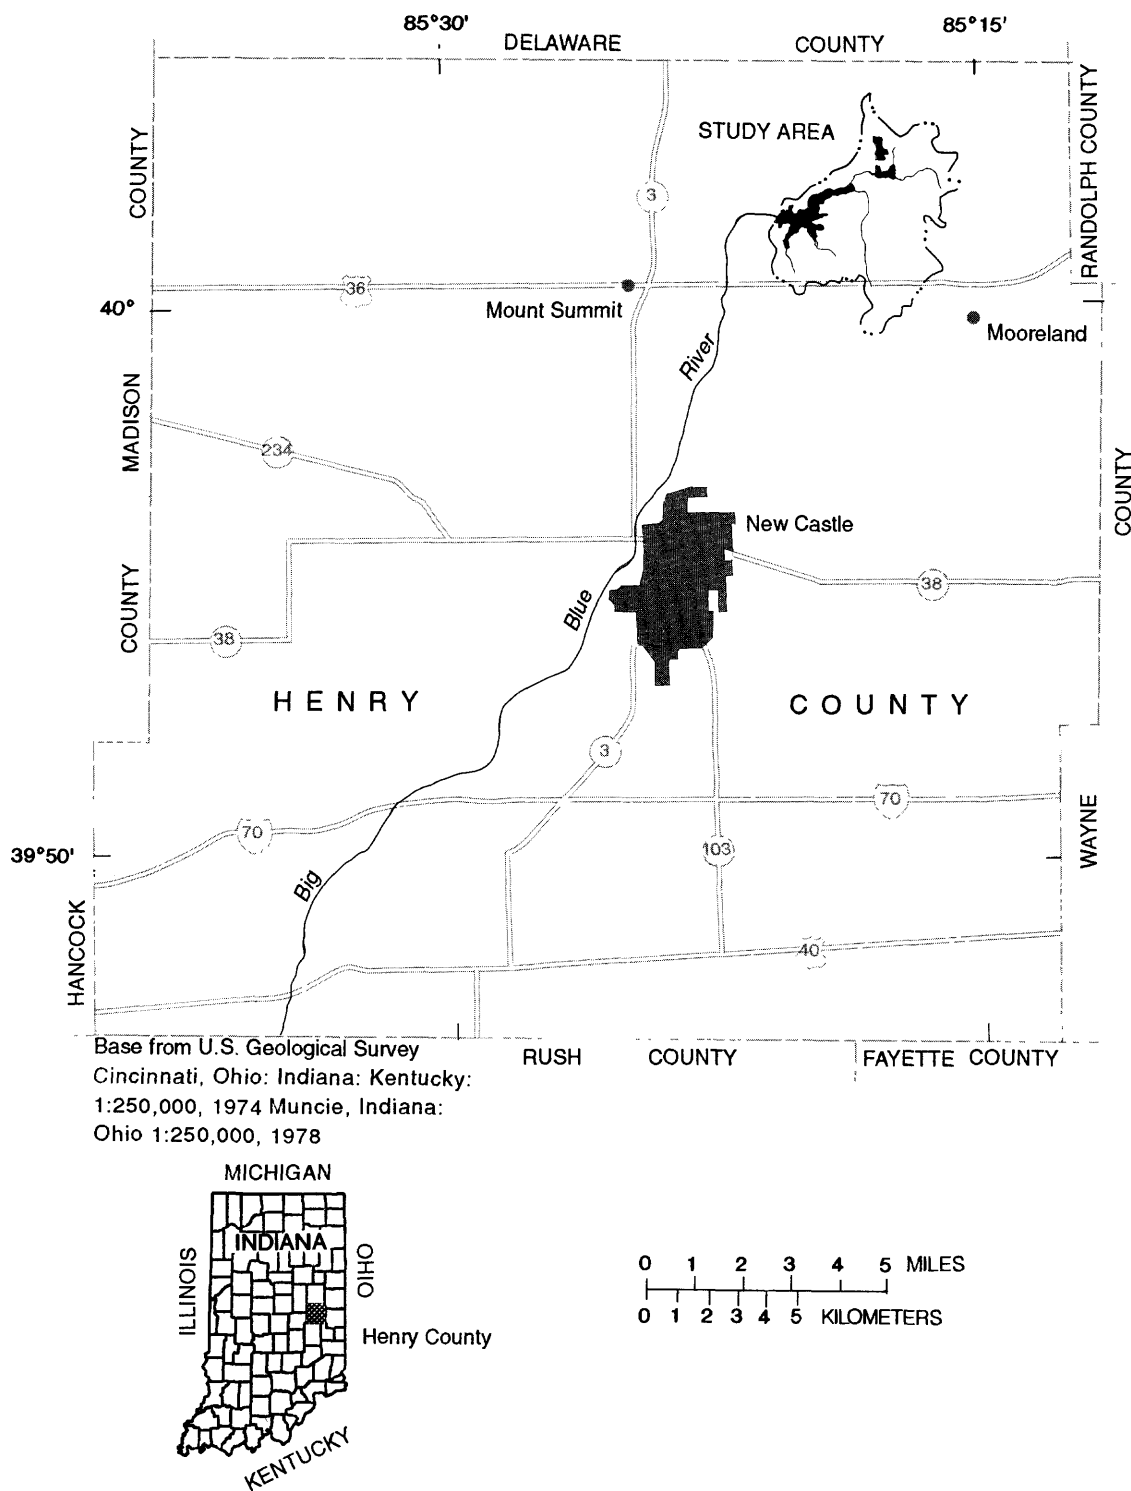 85°30'
85°15'
DELAWARE COUNTY
RANDOLPH COUNTY
COUNTY
STUDY AREA
3
36
40°
Mount Summit
Mooreland
River
MADISON
234
COUNTY
New Castle
38
COUNTY
Blue
38
HENRY COUNTY
3
70
70
WAYNE
103
39°50'
Big
HANCOCK
40
Base from U.S. Geological Survey
Cincinnati, Ohio: Indiana: Kentucky:
1:250,000, 1974 Muncie, Indiana:
Ohio 1:250,000, 1978
RUSH COUNTY
FAYETTE COUNTY
MICHIGAN
INDIANA
ILLINOIS
OHIO
Henry County
KENTUCKY
0 1 2 3 4 5 MILES
0 1 2 3 4 5 KILOMETERS